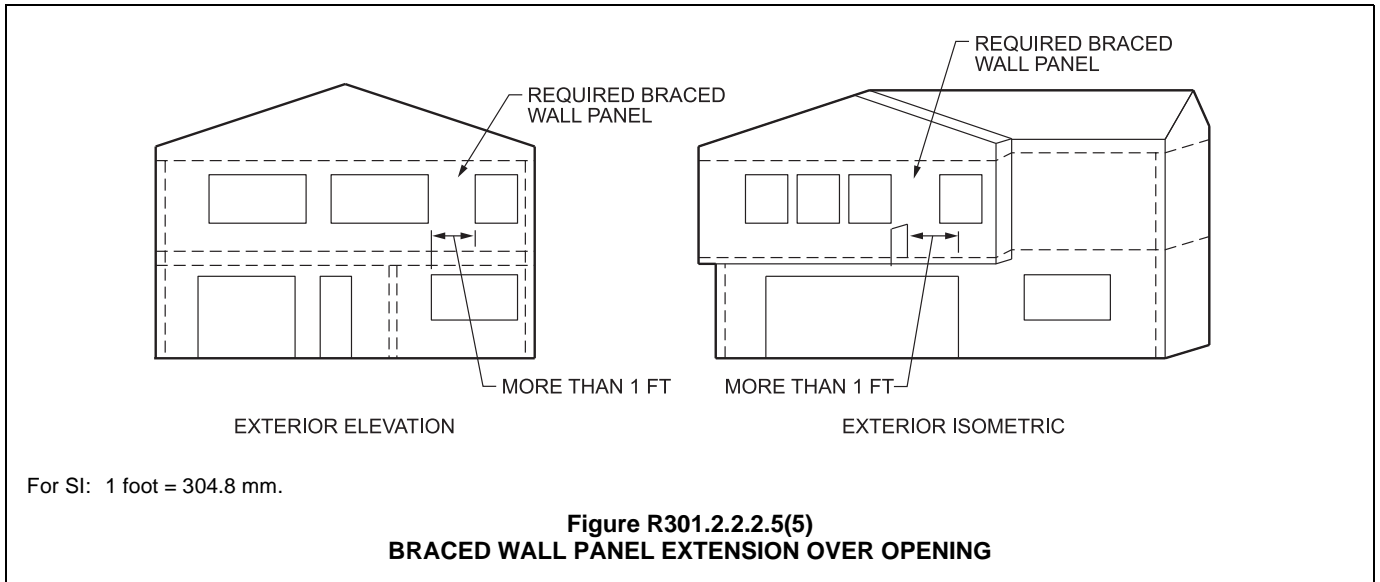 REQUIRED BRACED
WALL PANEL
MORE THAN 1 FT
EXTERIOR ELEVATION
REQUIRED BRACED
WALL PANEL
MORE THAN 1 FT
EXTERIOR ISOMETRIC
For SI: 1 foot = 304.8 mm.
Figure R301.2.2.2.5(5)
BRACED WALL PANEL EXTENSION OVER OPENING